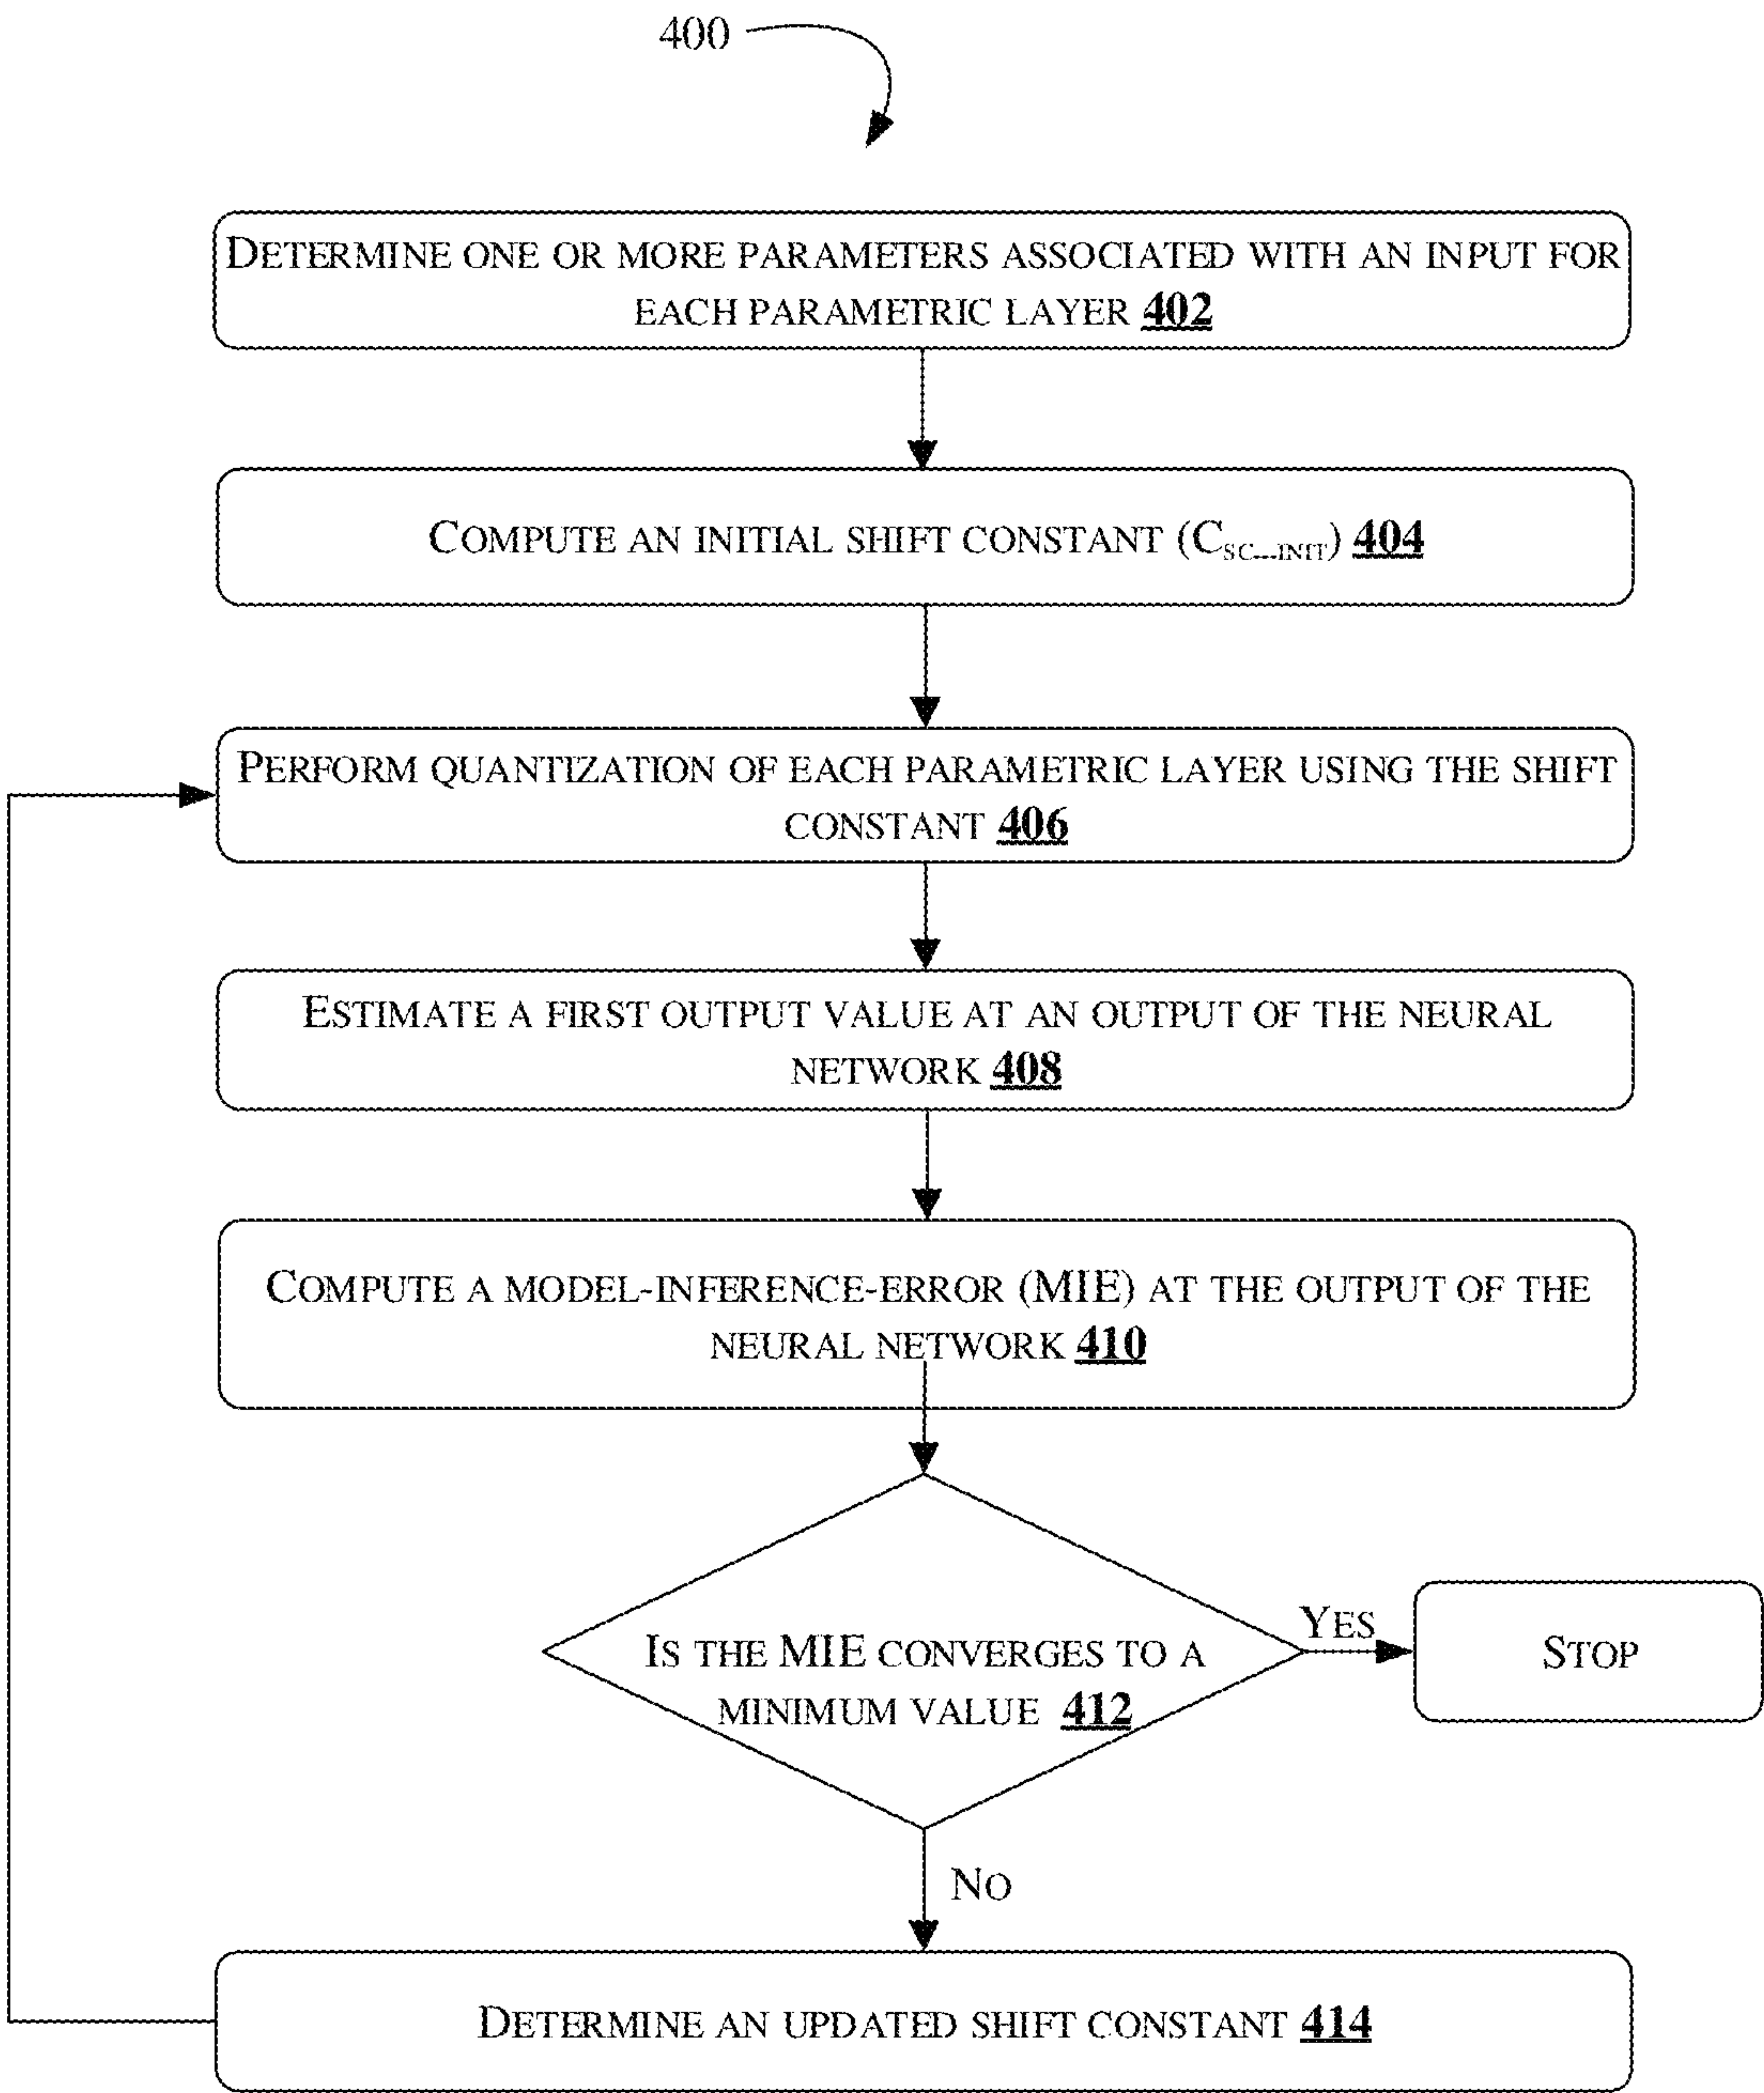 400
DETERMINE ONE OR MORE PARAMETERS ASSOCIATED WITH AN INPUT FOR
EACH PARAMETRIC LAYER 402
COMPUTE AN INITIAL SHIFT CONSTANT (CSC_INIT) 404
PERFORM QUANTIZATION OF EACH PARAMETRIC LAYER USING THE SHIFT
CONSTANT 406
ESTIMATE A FIRST OUTPUT VALUE AT AN OUTPUT OF THE NEURAL
NETWORK 408
COMPUTE A MODEL-INFERENCE-ERROR (MIE) AT THE OUTPUT OF THE
NEURAL NETWORK 410
IS THE MIE CONVERGES TO A
MINIMUM VALUE 412
YES
STOP
NO
DETERMINE AN UPDATED SHIFT CONSTANT 414